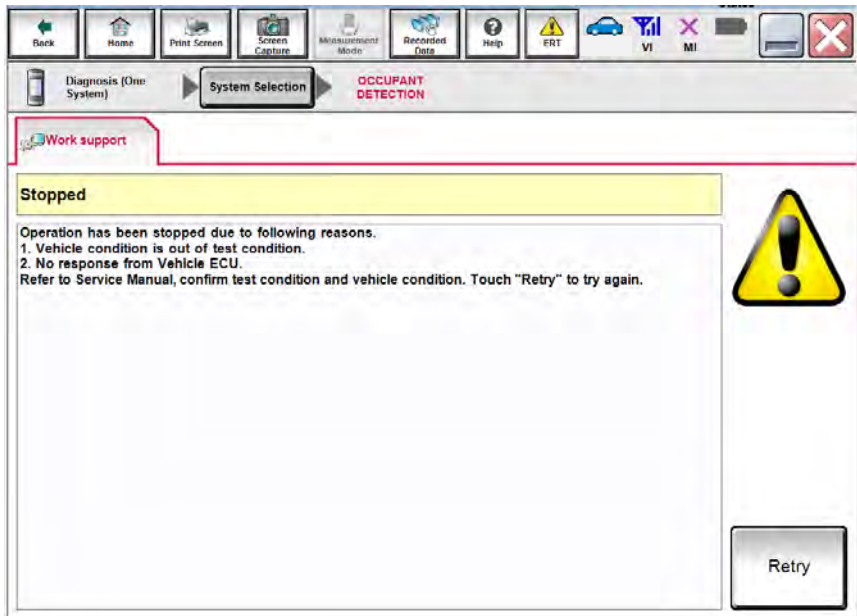 Back
Home
Print Screen
Screen
Capture
Measurement
Mode
Recorded
Data
Help
ERT
VI
MI
Diagnosis (One
System)
System Selection
OCCUPANT
DETECTION
Work support
Stopped
Operation has been stopped due to following reasons.
1. Vehicle condition is out of test condition.
2. No response from Vehicle ECU.
Refer to Service Manual, confirm test condition and vehicle condition. Touch "Retry" to try again.
Retry